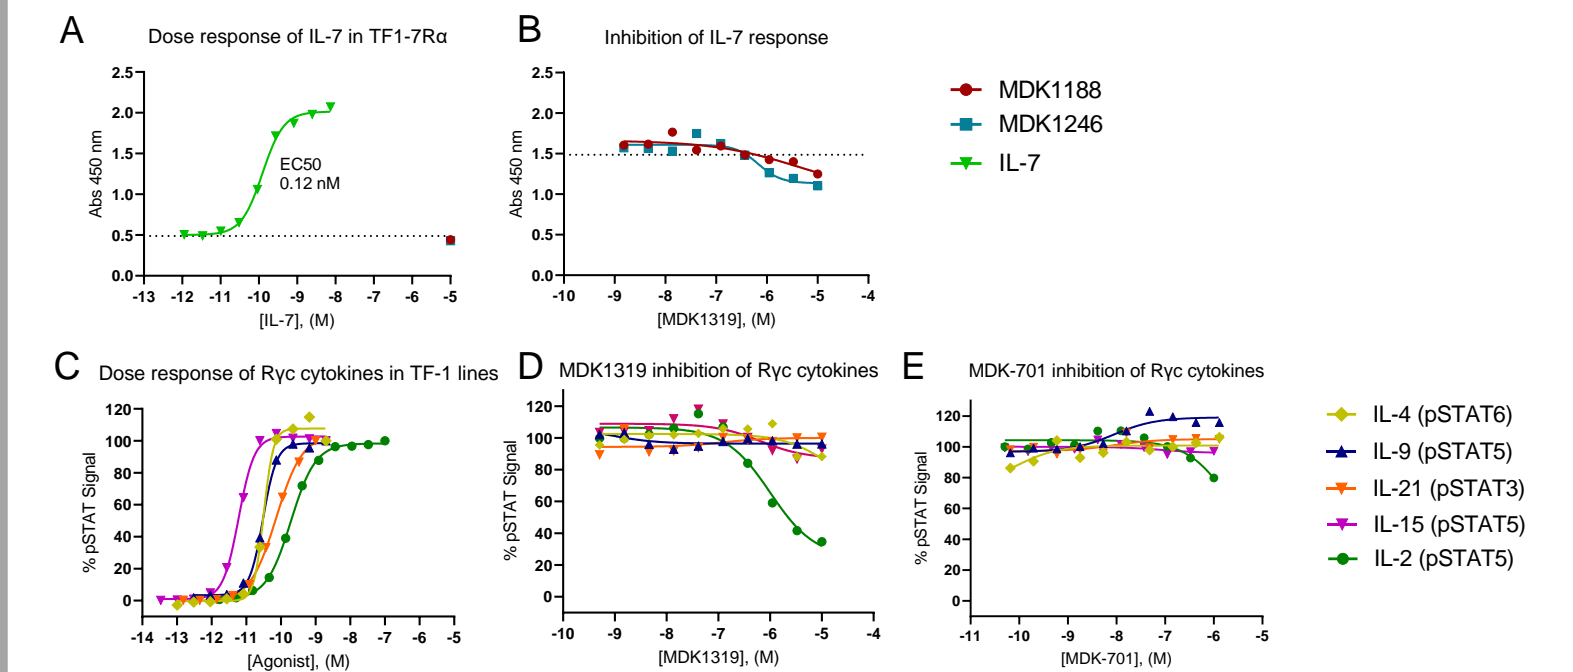 A
Dose response of IL-7 in TF1-7Rα
2.5
2.0
1.5
1.0
0.5
0.0
Abs 450 nm
EC50
0.12 nM
-13 -12 -11 -10 -9 -8 -7 -6 -5
[IL-7], (M)
B
Inhibition of IL-7 response
2.5
2.0
1.5
1.0
0.5
0.0
Abs 450 nm
-10 -9 -8 -7 -6 -5 -4
[MDK1319], (M)
MDK1188
MDK1246
IL-7
C
Dose response of Rγc cytokines in TF-1 lines
120
100
80
60
40
20
0
% pSTAT Signal
-14 -13 -12 -11 -10 -9 -8 -7 -6 -5
[Agonist], (M)
D
MDK1319 inhibition of Rγc cytokines
120
100
80
60
40
20
0
% pSTAT Signal
-10 -9 -8 -7 -6 -5 -4
[MDK1319], (M)
E
MDK-701 inhibition of Rγc cytokines
120
100
80
60
40
20
0
% pSTAT Signal
-11 -10 -9 -8 -7 -6 -5
[MDK-701], (M)
IL-4 (pSTAT6)
IL-9 (pSTAT5)
IL-21 (pSTAT3)
IL-15 (pSTAT5)
IL-2 (pSTAT5)